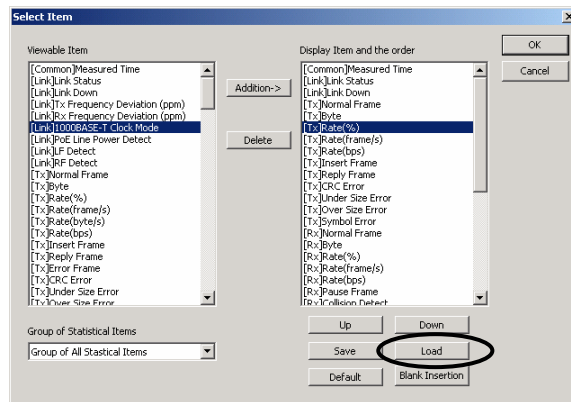 Select Item
Viewable Item
[Common]Measured Time
[Link]Link Status
[Link]Link Down
[Link]Tx Frequency Deviation (ppm)
[Link]Rx Frequency Deviation (ppm)
[Link]1000BASE-T Clock Mode
[Link]PoE Line Power Detect
[Link]LF Detect
[Link]RF Detect
[Tx]Normal Frame
[Tx]Byte
[Tx]Rate(%)
[Tx]Rate(frame/s)
[Tx]Rate(byte/s)
[Tx]Rate(bps)
[Tx]Insert Frame
[Tx]Reply Frame
[Tx]Error Frame
[Tx]CRC Error
[Tx]Under Size Error
[Tx]Over Size Error
Group of Statistical Items
Group of All Stastical Items
Addition->
Delete
Display Item and the order
[Common]Measured Time
[Link]Link Status
[Link]Link Down
[Tx]Normal Frame
[Tx]Byte
[Tx]Rate(%)
[Tx]Rate(frame/s)
[Tx]Rate(bps)
[Tx]Insert Frame
[Tx]Reply Frame
[Tx]CRC Error
[Tx]Under Size Error
[Tx]Over Size Error
[Tx]Symbol Error
[Rx]Normal Frame
[Rx]Byte
[Rx]Rate(%)
[Rx]Rate(frame/s)
[Rx]Rate(bps)
[Rx]Pause Frame
[Rx]Collision Detect
Up
Down
Save
Load
Default
Blank Insertion
OK
Cancel